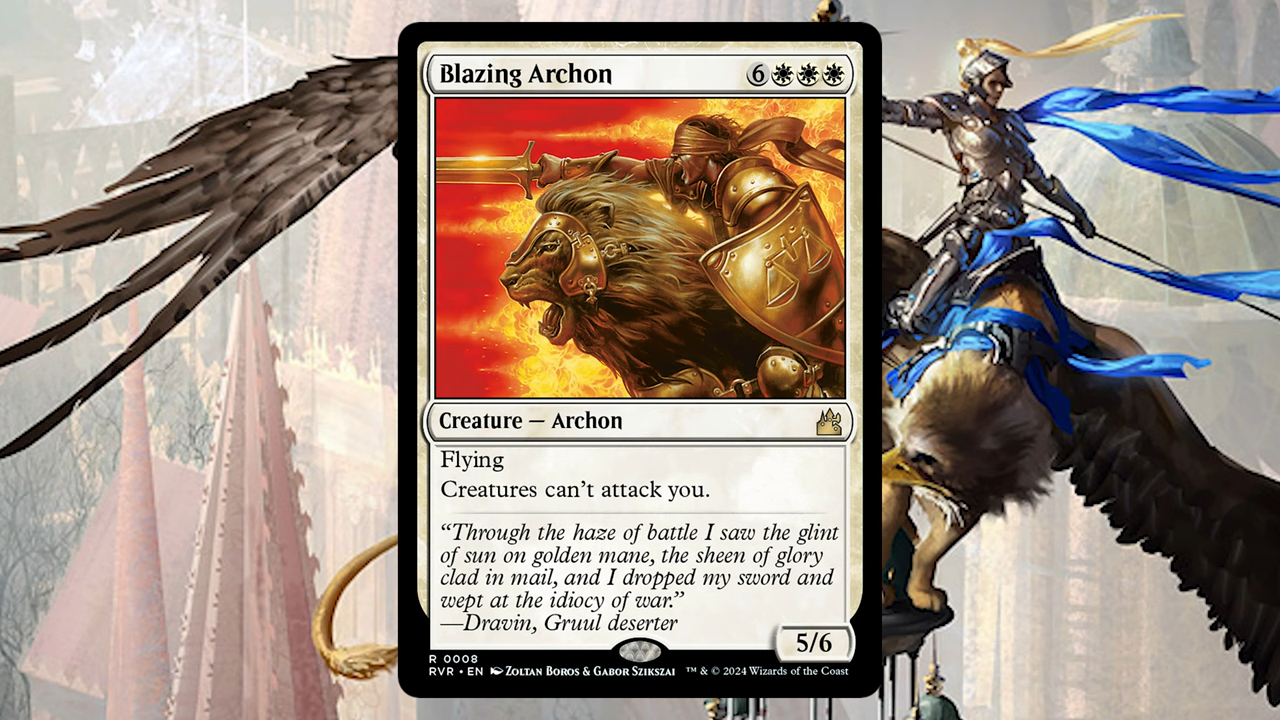 Blazing Archon
6
Creature — Archon
Flying
Creatures can't attack you.
“Through the haze of battle I saw the glint
of sun on golden mane, the sheen of glory
clad in mail, and I dropped my sword and
wept at the idiocy of war.”
—Dravin, Gruul deserter
5/6
R 0008
RVR • EN Zoltan Boros & Gabor Szikszai ™ & © 2024 Wizards of the Coast